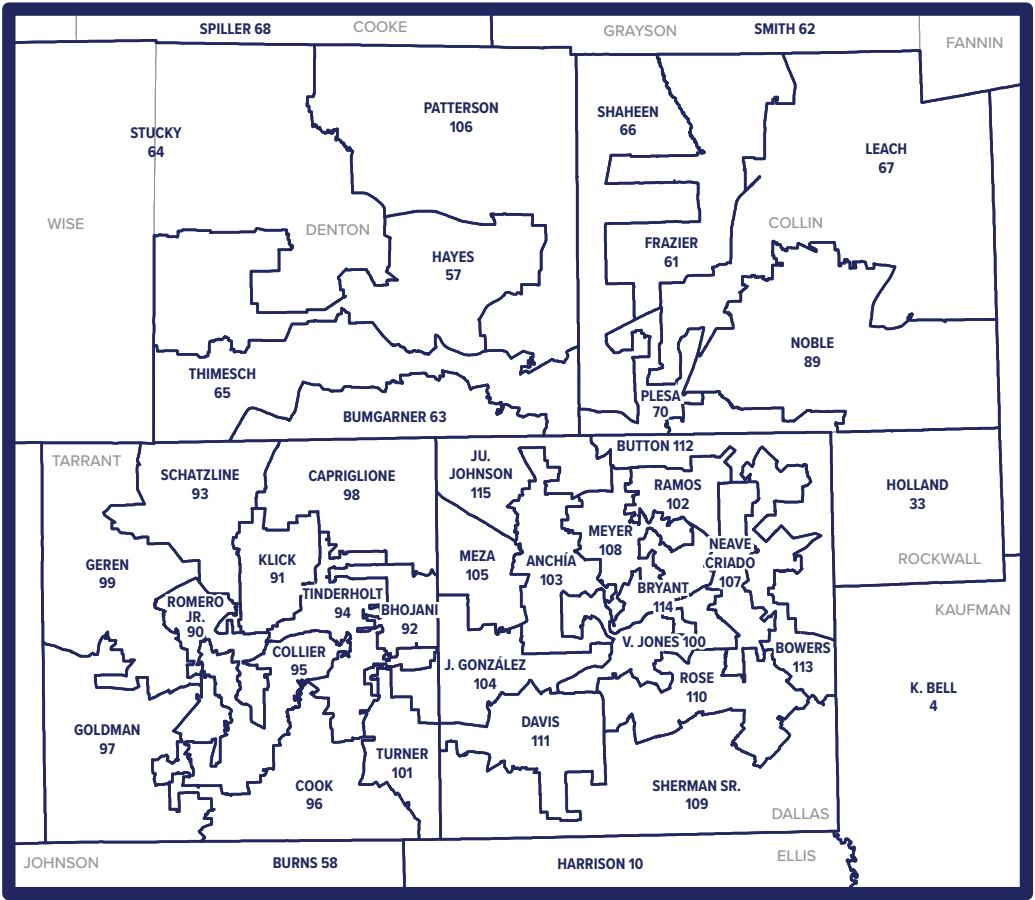 SPILLER 68
COOKE
GRAYSON
SMITH 62
FANNIN
PATTERSON
106
SHAHEEN
66
STUCKY
64
LEACH
67
WISE
DENTON
COLLIN
HAYES
57
FRAZIER
61
NOBLE
89
THIMESCH
65
PLESA
70
BUMGARNER 63
TARRANT
SCHATZLINE
93
CAPRIGLIONE
98
JU.
JOHNSON
115
BUTTON 112
RAMOS
102
HOLLAND
33
GEREN
99
KLICK
91
MEZA
105
ANCHÍA
103
MEYER
108
NEAVE
CRIADO
107
ROCKWALL
ROMERO
JR.
90
TINDERHOLT
94
BHOJANI
92
BRYANT
114
KAUFMAN
COLLIER
95
J. GONZÁLEZ
104
V. JONES 100
BOWERS
113
ROSE
110
K. BELL
4
GOLDMAN
97
DAVIS
111
TURNER
101
COOK
96
SHERMAN SR.
109
DALLAS
JOHNSON
BURNS 58
HARRISON 10
ELLIS